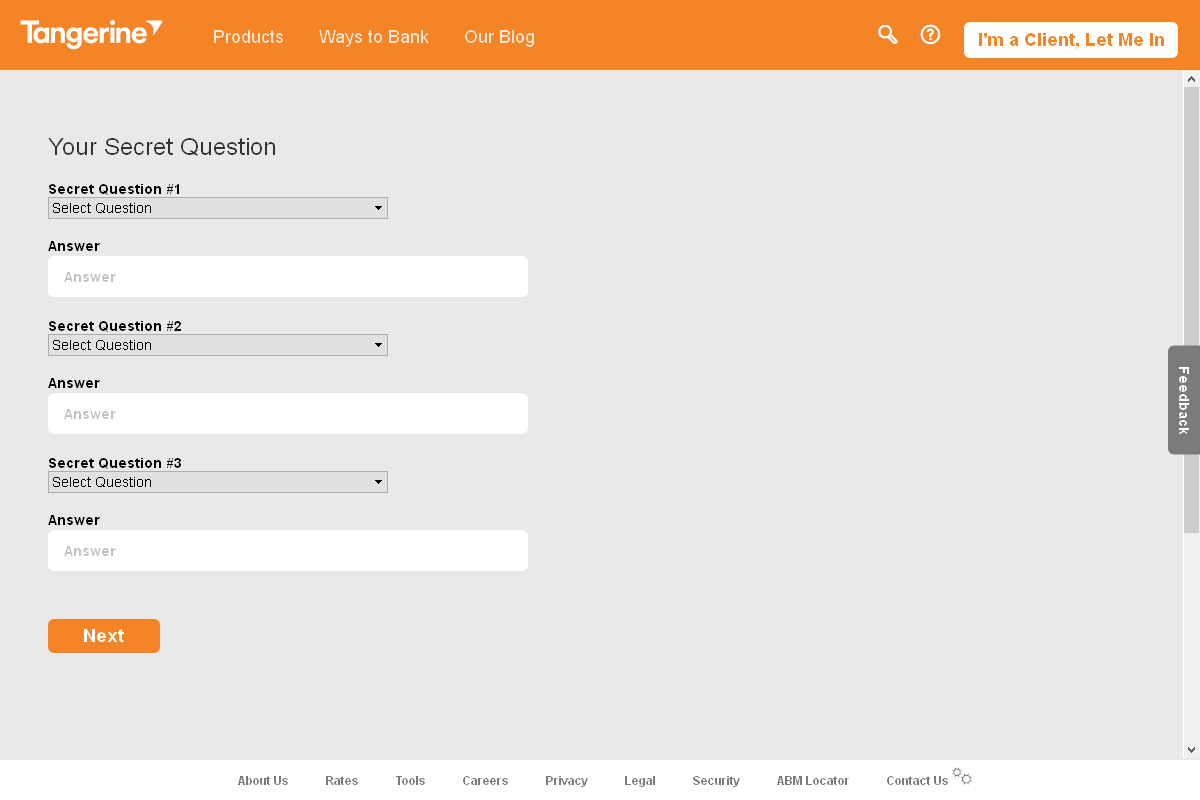 Tangerine
Products Ways to Bank Our Blog
? I'm a Client, Let Me In
Your Secret Question
Secret Question #1
Select Question
Answer
Answer
Secret Question #2
Select Question
Answer
Answer
Secret Question #3
Select Question
Answer
Answer
Next
Feedback
About Us Rates Tools Careers Privacy Legal Security ABM Locator Contact Us